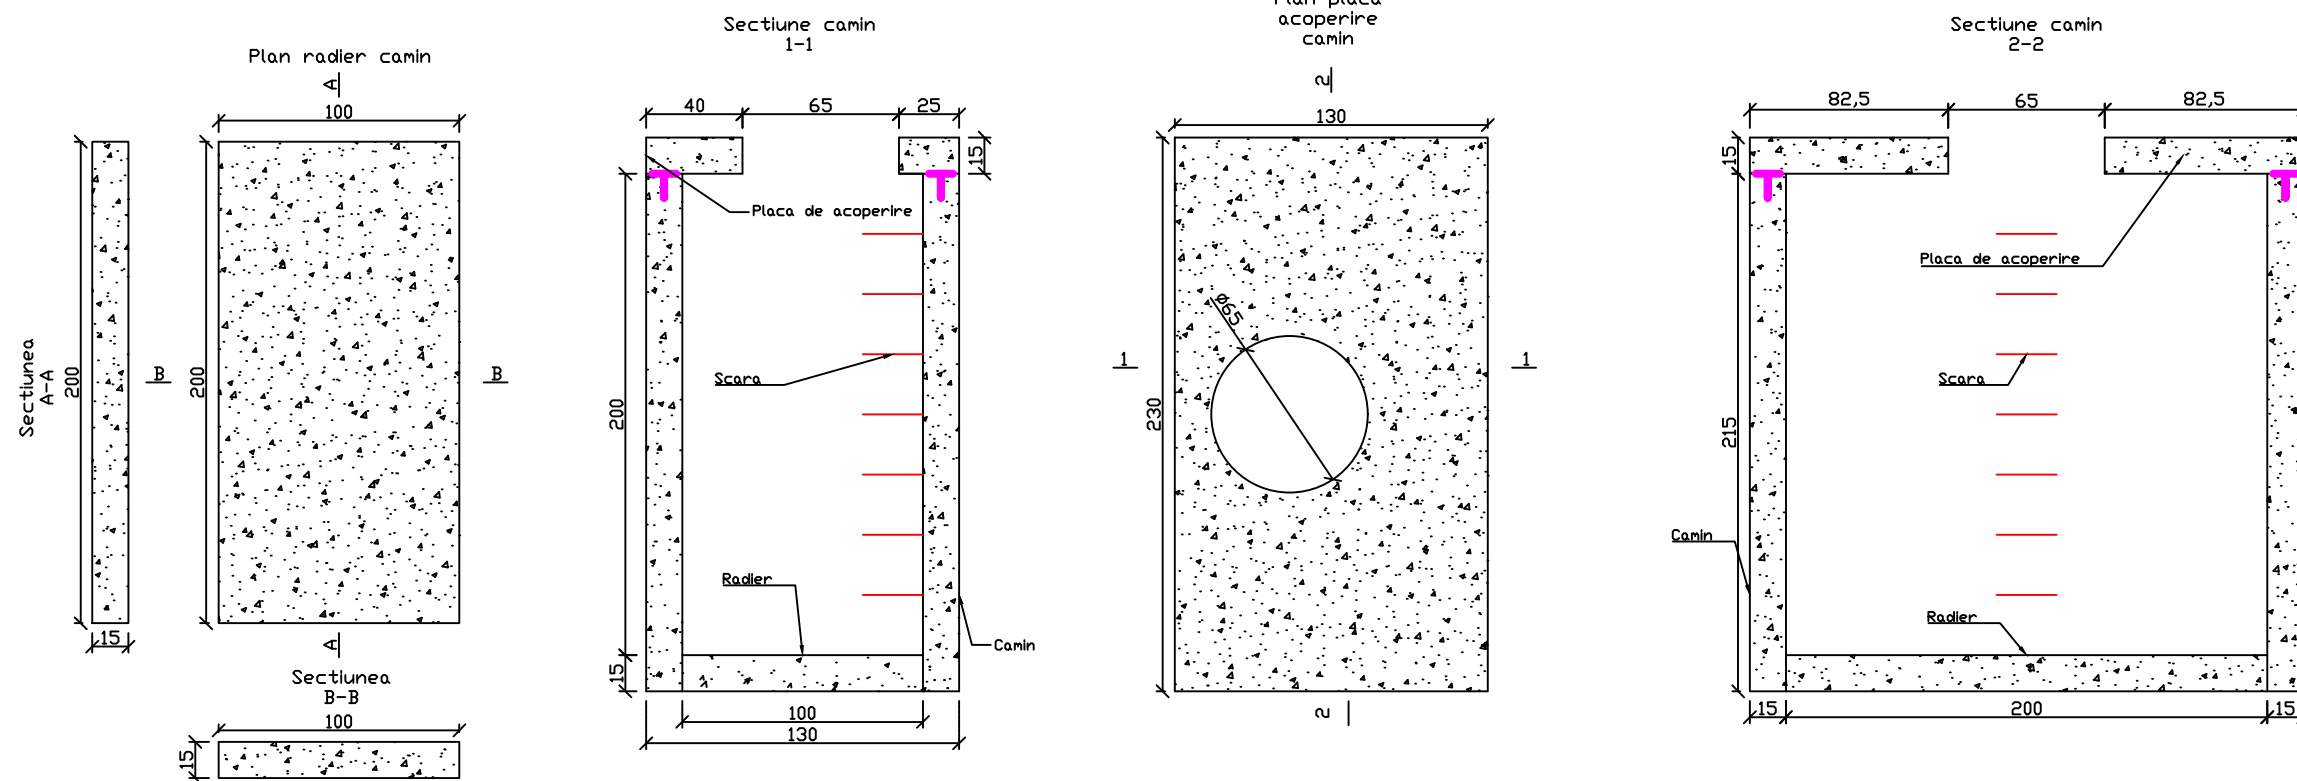 Plan radier camin
A
100
200
15
Sectiunea
A-A
B
200
B
A
Sectiunea
B-B
100
15
Sectiune camin
1-1
40
65
25
15
Placa de acoperire
Scara
200
Radier
15
Camin
100
130
Plan placa
acoperire
camin
2
130
230
ø65
1
1
2
Sectiune camin
2-2
82,5
65
82,5
15
Placa de acoperire
Scara
215
Camin
Radier
15
200
15